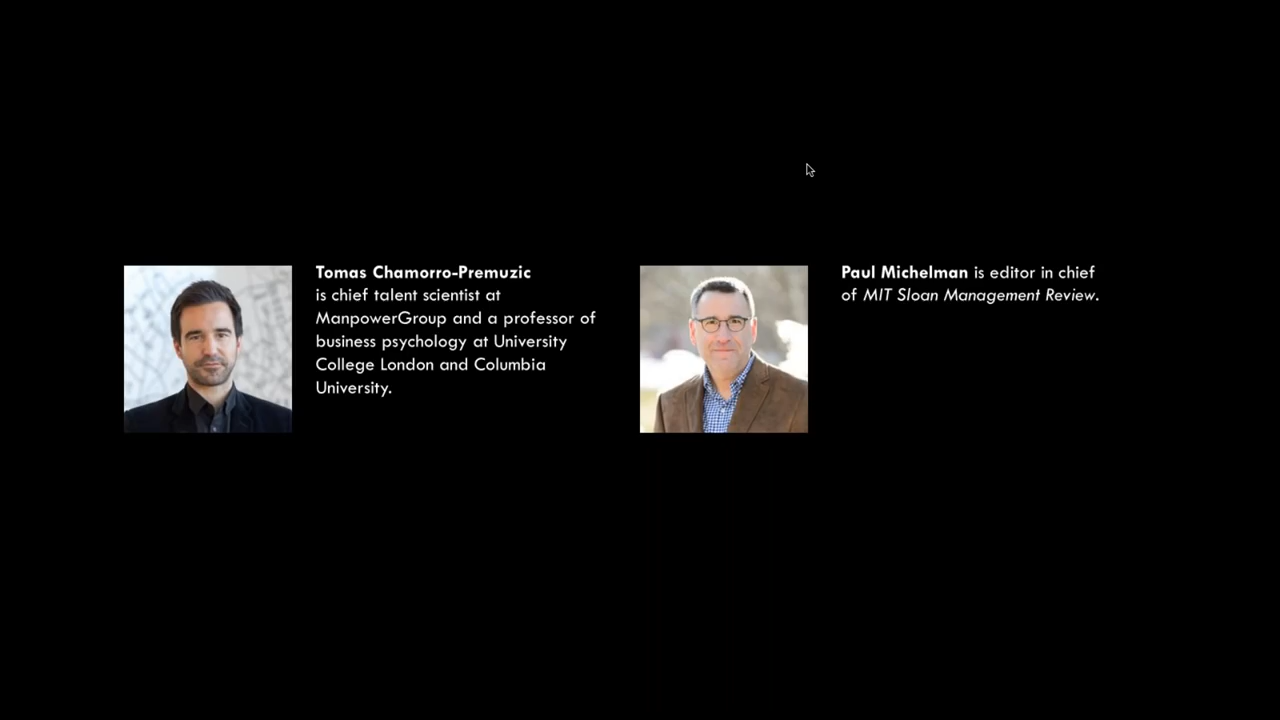 Tomas Chamorro-Premuzic
is chief talent scientist at
ManpowerGroup and a professor of
business psychology at University
College London and Columbia
University.
Paul Michelman is editor in chief
of MIT Sloan Management Review.